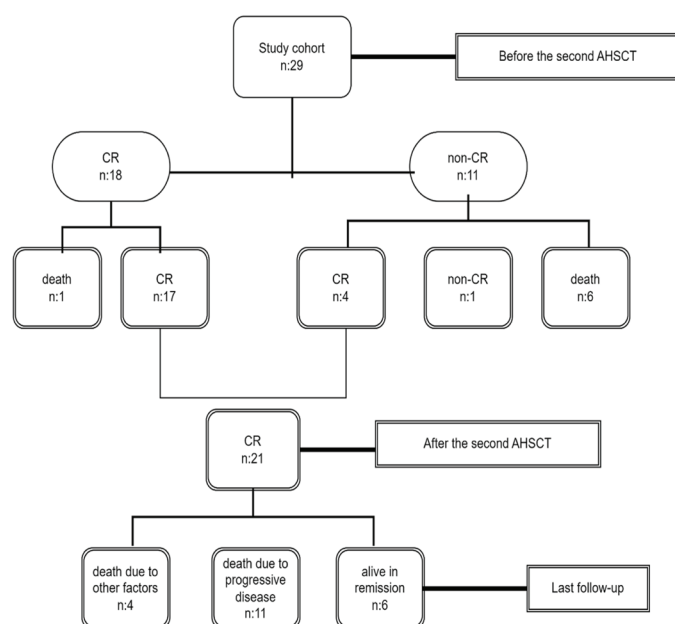 Study cohort
n:29
Before the second AHSCT
CR
n:18
non-CR
n:11
death
n:1
CR
n:17
CR
n:4
non-CR
n:1
death
n:6
CR
n:21
After the second AHSCT
death due to
other factors
n:4
death due to
progressive
disease
n:11
alive in
remission
n:6
Last follow-up